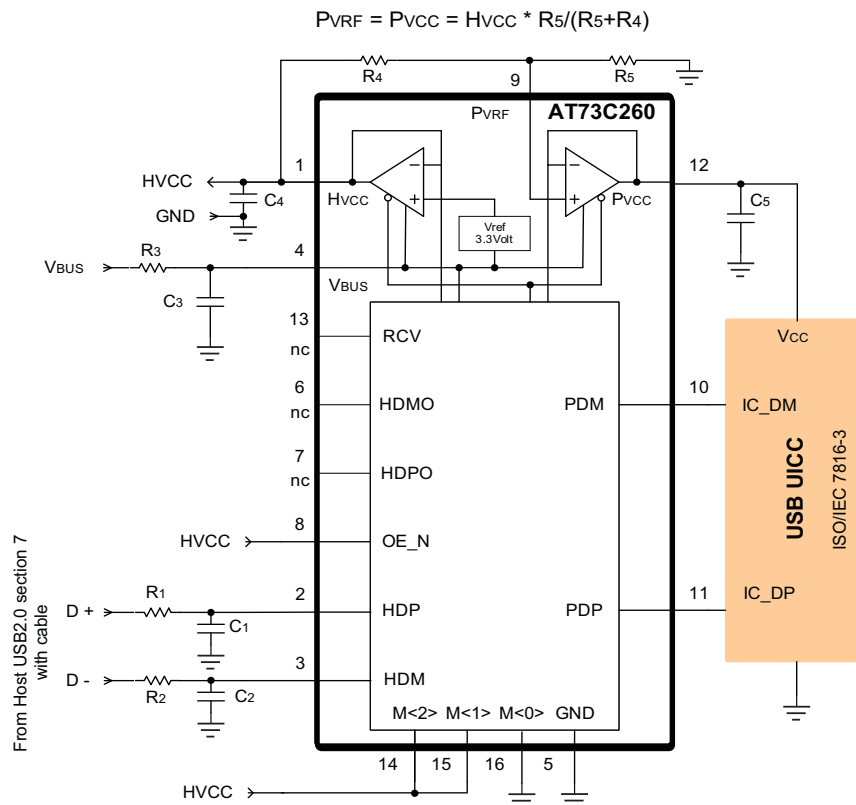 PVRF = PVCC = HVCC * R5/(R5+R4)
R4
R5
9
PVRF
AT73C260
1
12
HVCC
HVCC
PVCC
C4
C5
GND
Vref
3.3Volt
R3
4
VBUS
VBUS
C3
13
nc
RCV
VCC
6
nc
HDMO
PDM
10
IC_DM
7
nc
HDPO
USB UICC
ISO/IEC 7816-3
HVCC
8
OE_N
From Host USB2.0 section 7
with cable
D +
R1
2
HDP
PDP
11
IC_DP
C1
D -
R2
3
HDM
C2
M<2>
M<1>
M<0>
GND
14
15
16
5
HVCC